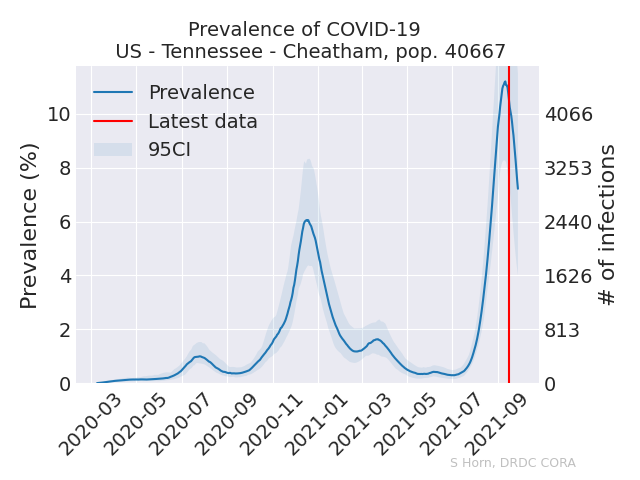 Prevalence of COVID-19
US - Tennessee - Cheatham, pop. 40667
Prevalence
Latest data
95CI
Prevalence (%)
10
8
6
4
2
0
4066
3253
2440
1626
813
0
# of infections
2020-03
2020-05
2020-07
2020-09
2020-11
2021-01
2021-03
2021-05
2021-07
2021-09
S Horn, DRDC CORA